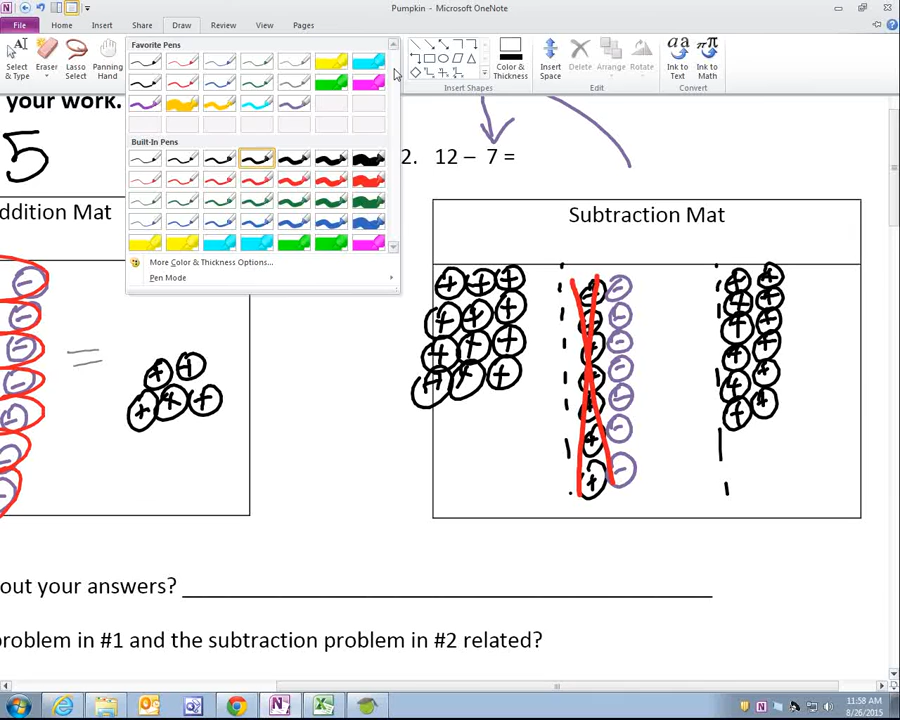 Pumpkin - Microsoft OneNote
File Home Insert Share Draw Review View Pages
Select & Type
Eraser
Lasso Select
Panning Hand
Favorite Pens
Built-In Pens
More Color & Thickness Options...
Pen Mode
Color & Thickness
Insert Shapes
Insert Space
Delete
Arrange
Rotate
Edit
Ink to Text
Ink to Math
Convert
your work.
5
2. 12 – 7 =
ddition Mat
Subtraction Mat
- - - - - - -
=
+ +
+ + +
+ + +
+ + +
+ + +
+ + +
+ -
+ -
+ -
+ -
+ -
+ -
+ -
+ +
+ +
+ +
+ +
+ +
+ +
out your answers?
problem in #1 and the subtraction problem in #2 related?
11:58 AM
8/26/2015